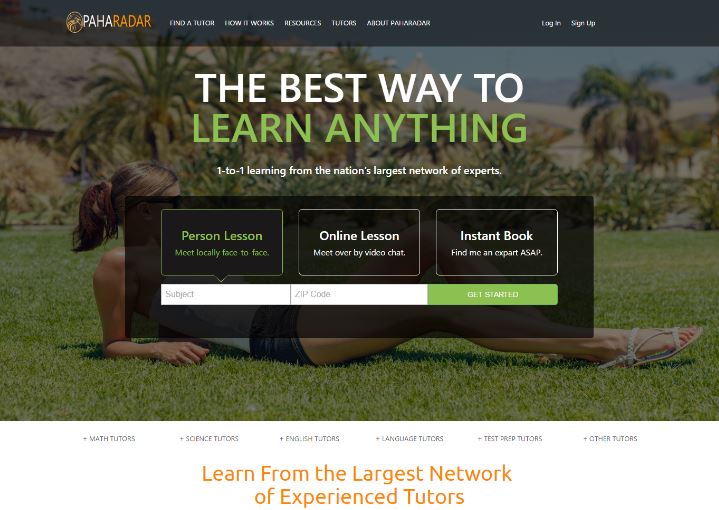 PAHARADAR
FIND A TUTOR HOW IT WORKS RESOURCES TUTORS ABOUT PAHARADAR Log In Sign Up
THE BEST WAY TO
LEARN ANYTHING
1-to-1 learning from the nation's largest network of experts.
Person Lesson
Meet locally face-to-face.
Online Lesson
Meet over by video chat.
Instant Book
Find me an expart ASAP.
Subject ZIP Code GET STARTED
+ MATH TUTORS + SCIENCE TUTORS + ENGLISH TUTORS + LANGUAGE TUTORS + TEST PREP TUTORS + OTHER TUTORS
Learn From the Largest Network
of Experienced Tutors